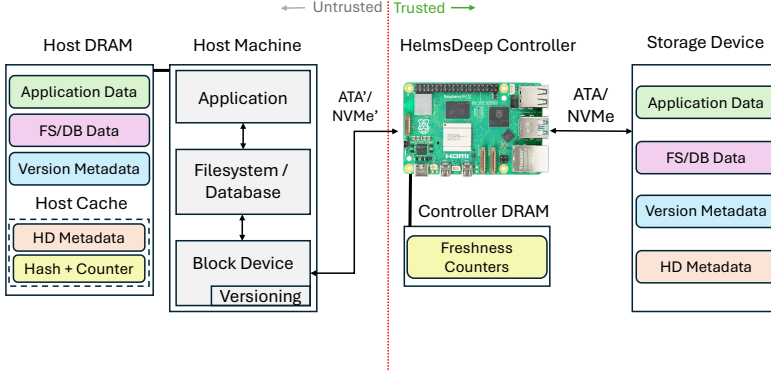 Untrusted
Trusted
Host DRAM
Application Data
FS/DB Data
Version Metadata
Host Cache
HD Metadata
Hash + Counter
Host Machine
Application
Filesystem /
Database
Block Device
Versioning
ATA’/
NVMe’
HelmsDeep Controller
HDMI
Controller DRAM
Freshness
Counters
ATA/
NVMe
Storage Device
Application Data
FS/DB Data
Version Metadata
HD Metadata